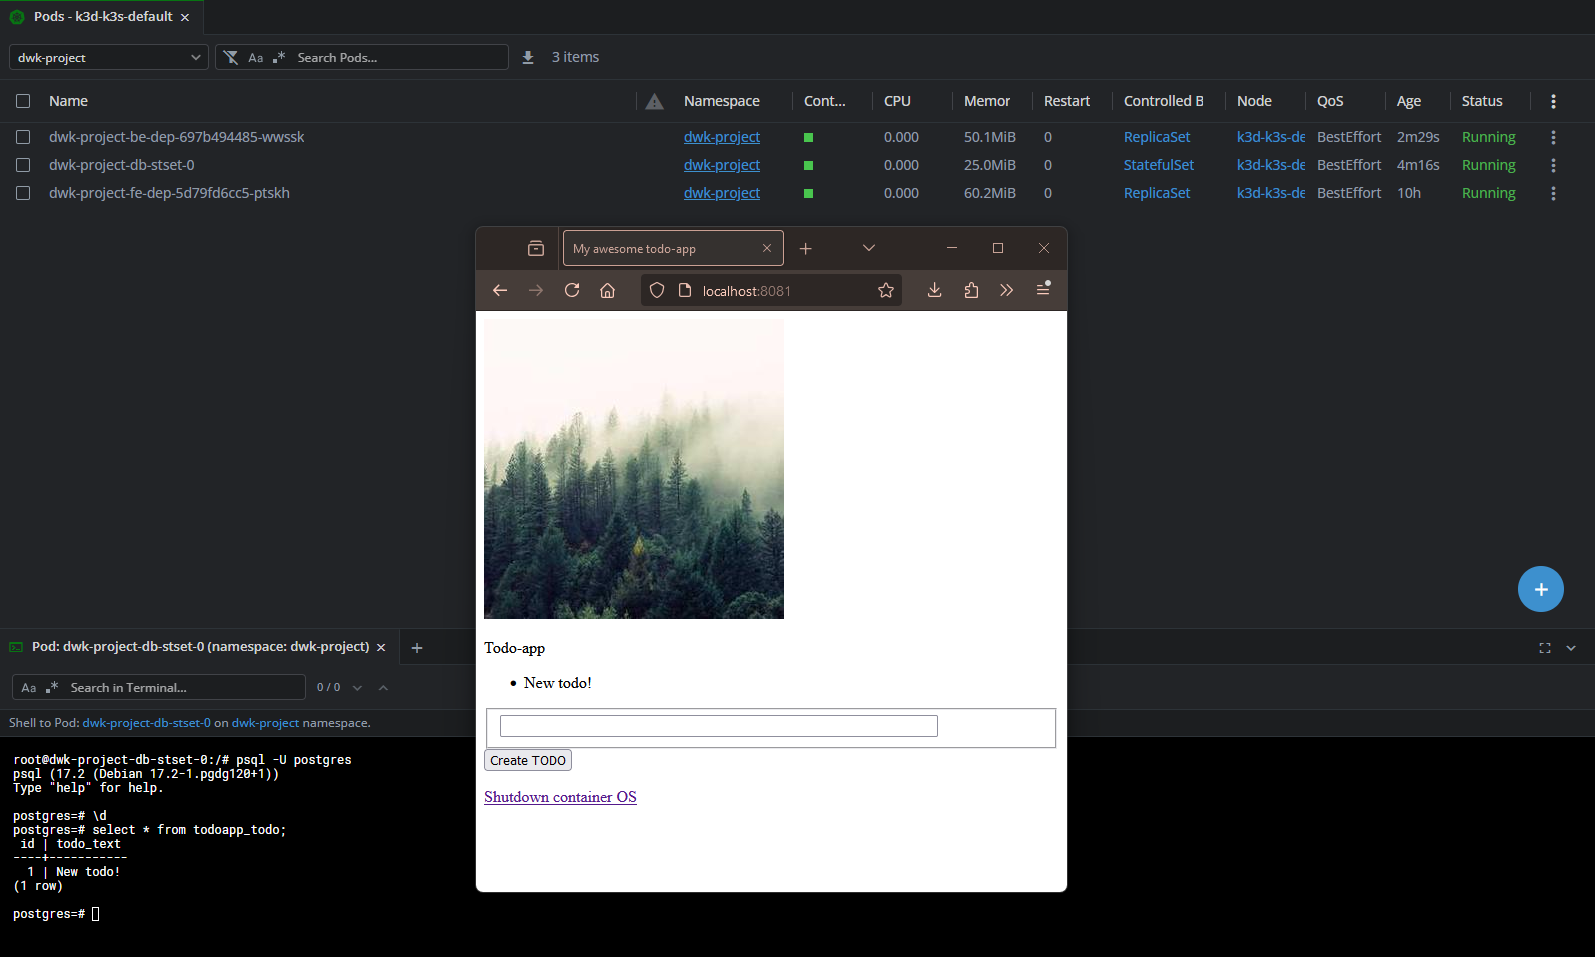 Pods - k3d-k3s-default
dwk-project
Aa .* Search Pods...
3 items
Name Namespace Cont... CPU Memor Restart Controlled B Node QoS Age Status
dwk-project-be-dep-697b494485-wwssk dwk-project 0.000 50.1MiB 0 ReplicaSet k3d-k3s-de BestEffort 2m29s Running
dwk-project-db-stset-0 dwk-project 0.000 25.0MiB 0 StatefulSet k3d-k3s-de BestEffort 4m16s Running
dwk-project-fe-dep-5d79fd6cc5-ptskh dwk-project 0.000 60.2MiB 0 ReplicaSet k3d-k3s-de BestEffort 10h Running
My awesome todo-app
localhost:8081
Todo-app
• New todo!
Create TODO
Shutdown container OS
Pod: dwk-project-db-stset-0 (namespace: dwk-project)
Aa .* Search in Terminal...
0 / 0
Shell to Pod: dwk-project-db-stset-0 on dwk-project namespace.
root@dwk-project-db-stset-0:/# psql -U postgres
psql (17.2 (Debian 17.2-1.pgdg120+1))
Type "help" for help.
postgres=# \d
postgres=# select * from todoapp_todo;
id | todo_text
----+-----------
1 | New todo!
(1 row)
postgres=#